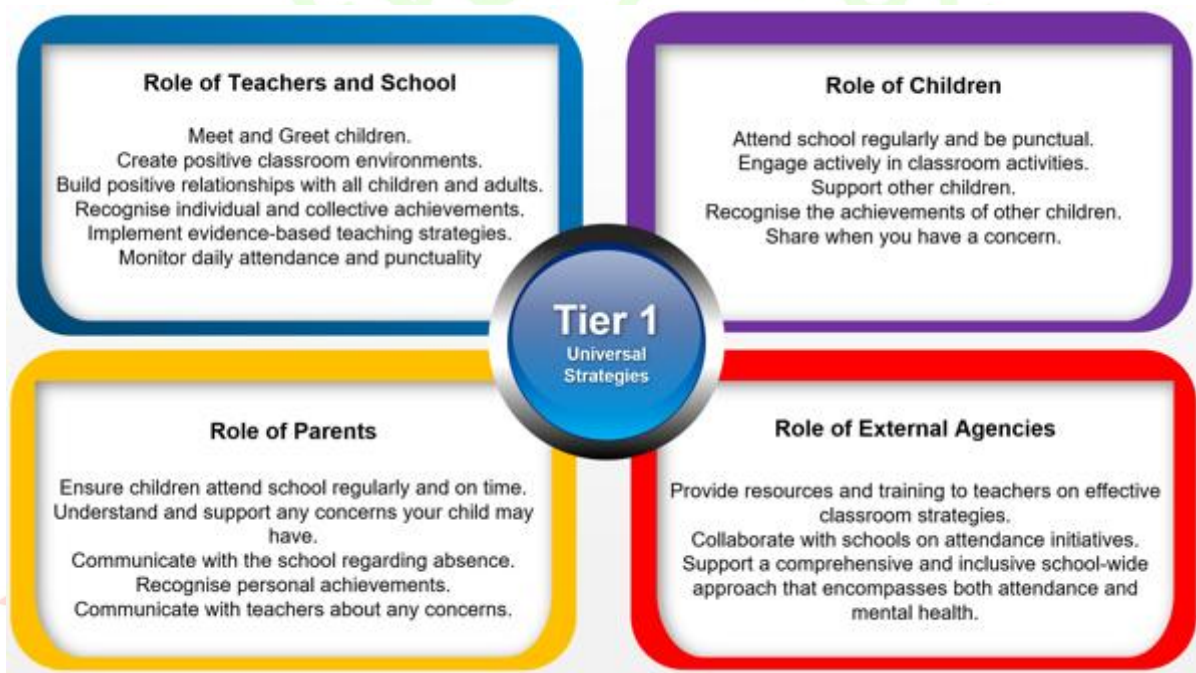 Role of Teachers and School
Meet and Greet children.
Create positive classroom environments.
Build positive relationships with all children and adults.
Recognise individual and collective achievements.
Implement evidence-based teaching strategies.
Monitor daily attendance and punctuality
Role of Children
Attend school regularly and be punctual.
Engage actively in classroom activities.
Support other children.
Recognise the achievements of other children.
Share when you have a concern.
Tier 1
Universal
Strategies
Role of Parents
Ensure children attend school regularly and on time.
Understand and support any concerns your child may
have.
Communicate with the school regarding absence.
Recognise personal achievements.
Communicate with teachers about any concerns.
Role of External Agencies
Provide resources and training to teachers on effective
classroom strategies.
Collaborate with schools on attendance initiatives.
Support a comprehensive and inclusive school-wide
approach that encompasses both attendance and
mental health.